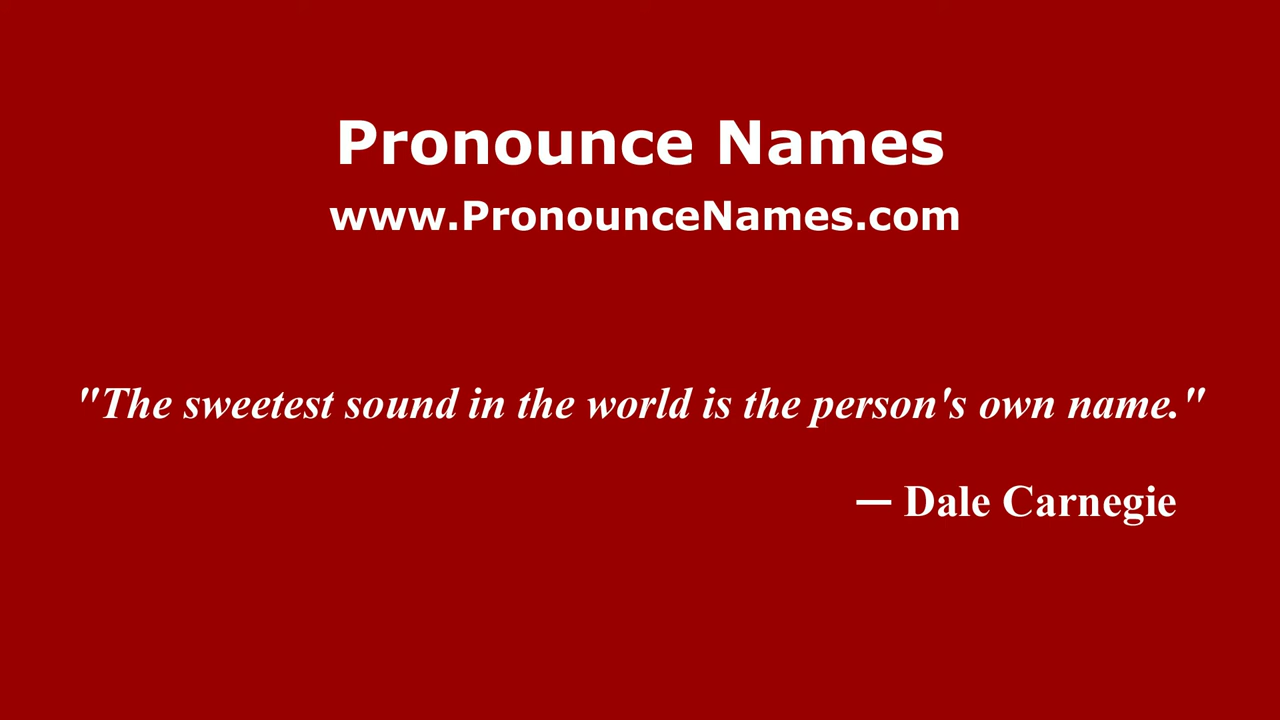 Pronounce Names
www.PronounceNames.com
"The sweetest sound in the world is the person's own name."
— Dale Carnegie